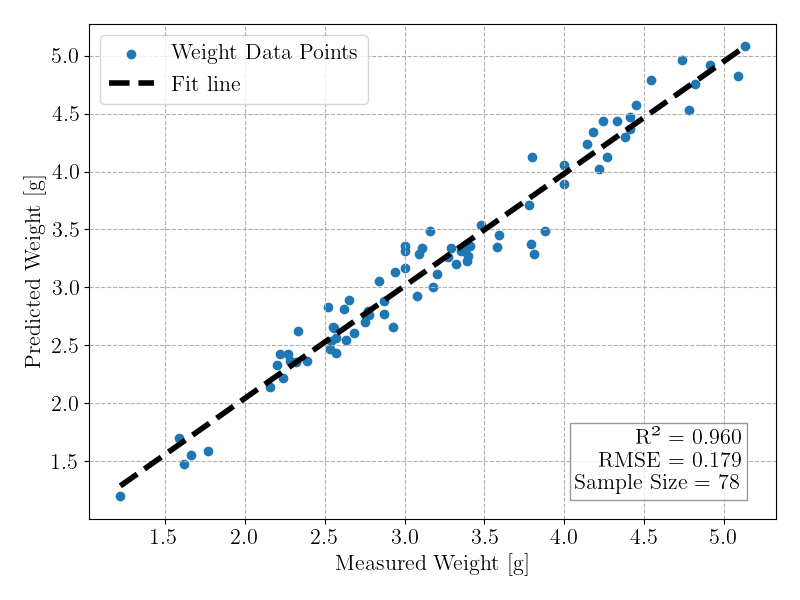 Weight Data Points
Fit line
5.0
4.5
4.0
3.5
3.0
2.5
2.0
1.5
Predicted Weight [g]
R² = 0.960
RMSE = 0.179
Sample Size = 78
1.5 2.0 2.5 3.0 3.5 4.0 4.5 5.0
Measured Weight [g]